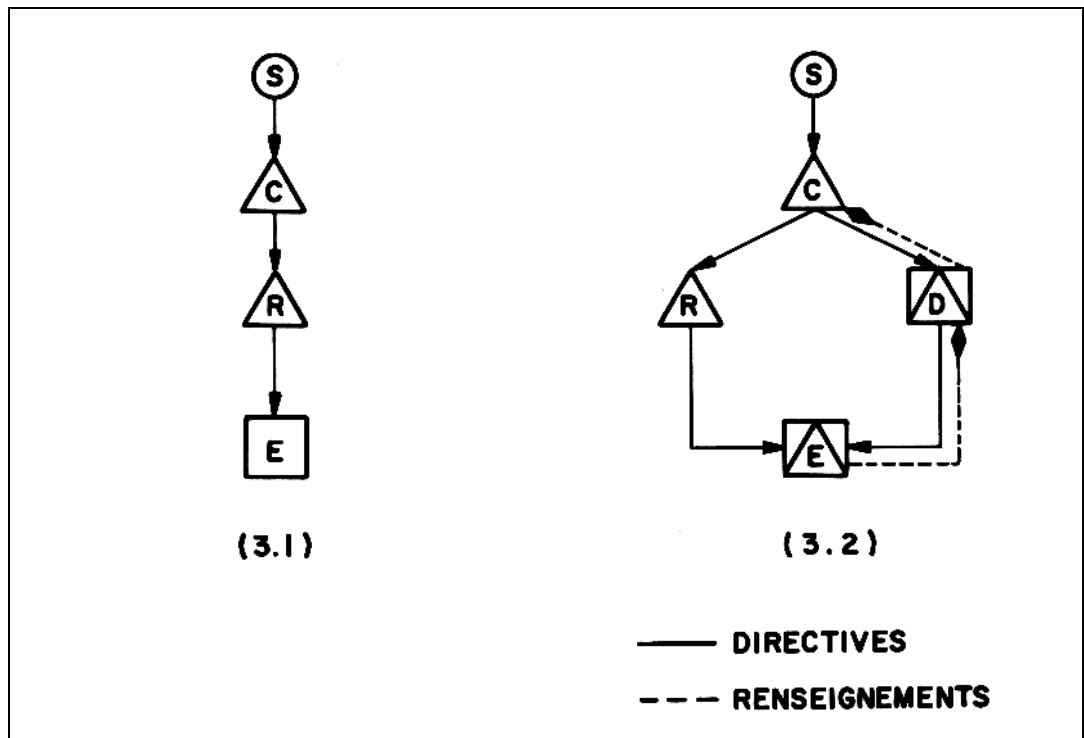 S
C
R
E
(3.1)
S
C
R
D
E
(3.2)
DIRECTIVES
RENSEIGNEMENTS